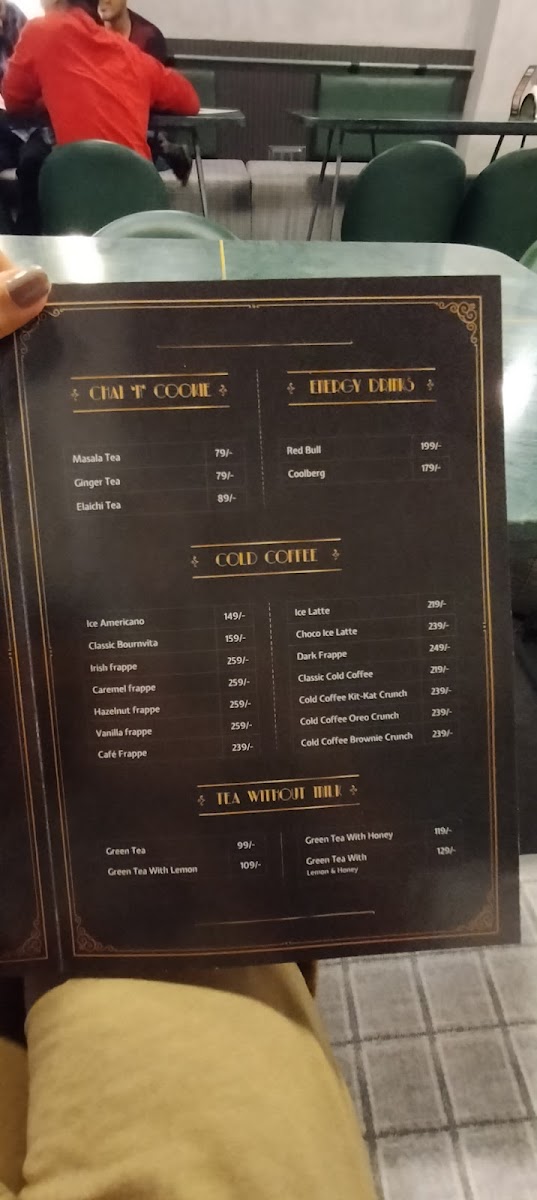 CHAI 'N' COOKIE
Masala Tea 79/-
Ginger Tea 79/-
Elaichi Tea 89/-
ENERGY DRINKS
Red Bull 199/-
Coolberg 179/-
COLD COFFEE
Ice Americano 149/-
Classic Bournvita 159/-
Irish frappe 259/-
Caremel frappe 259/-
Hazelnut frappe 259/-
Vanilla frappe 259/-
Café Frappe 239/-
Ice Latte 219/-
Choco Ice Latte 239/-
Dark Frappe 249/-
Classic Cold Coffee 219/-
Cold Coffee Kit-Kat Crunch 239/-
Cold Coffee Oreo Crunch 239/-
Cold Coffee Brownie Crunch 239/-
TEA WITHOUT MILK
Green Tea 99/-
Green Tea With Lemon 109/-
Green Tea With Honey 119/-
Green Tea With 129/-
Lemon & Honey